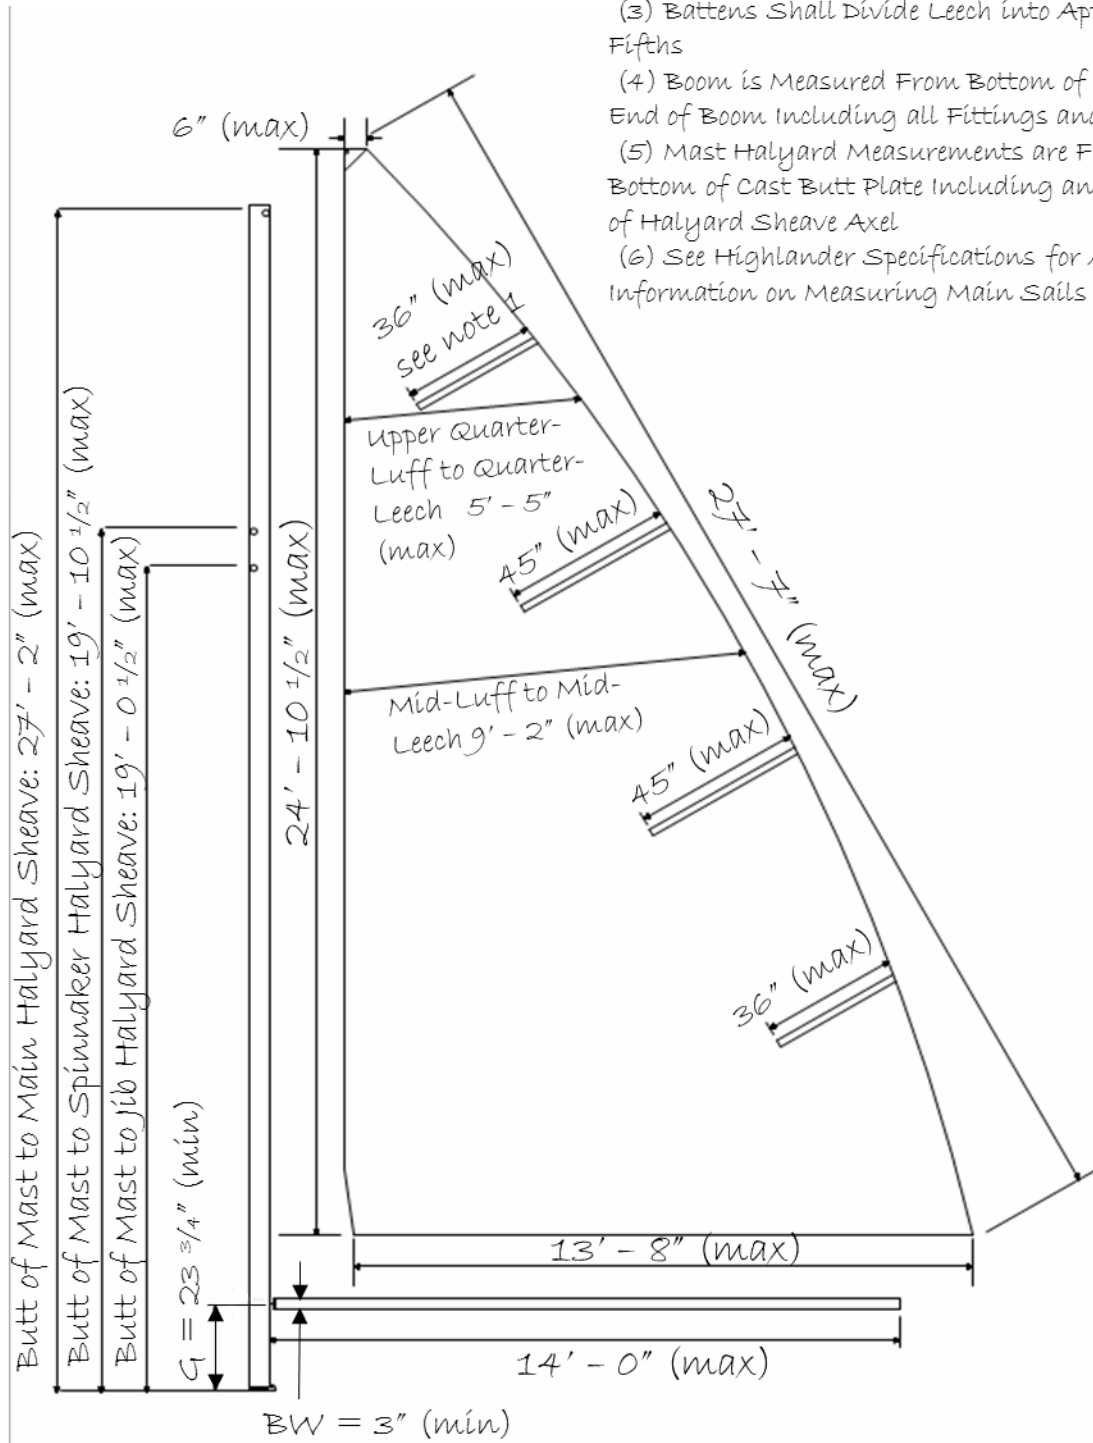 (3) Battens Shall Divide Leech into
Fifths
(4) Boom is Measured From Bottom of
End of Boom Including all Fittings
(5) Mast Halyard Measurements are
Bottom of Cast Butt Plate Including
of Halyard Sheave Axel
(6) See Highlander Specifications for
Information on Measuring Main Sails
6" (max)
36" (max)
see note 1
Upper Quarter-
Luff to Quarter-
Leech 5' - 5"
(max)
45" (max)
27' - 7" (max)
Mid-Luff to Mid-
Leech 9' - 2" (max)
45" (max)
36" (max)
24' - 10 1/2" (max)
Butt of Mast to Main Halyard Sheave: 27' - 2" (max)
Butt of Mast to Spinnaker Halyard Sheave: 19' - 10 1/2" (max)
Butt of Mast to Jib Halyard Sheave: 19' - 0 1/2" (max)
G = 23 3/4" (min)
13' - 8" (max)
14' - 0" (max)
BW = 3" (min)